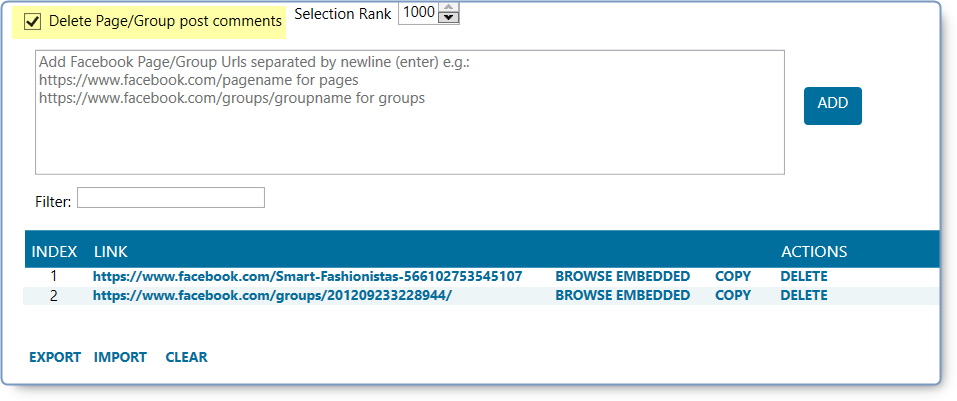 Delete Page/Group post comments Selection Rank 1000
Add Facebook Page/Group Urls separated by newline (enter) e.g.:
https://www.facebook.com/pagename for pages
https://www.facebook.com/groups/groupname for groups
ADD
Filter:
INDEX LINK ACTIONS
1 https://www.facebook.com/Smart-Fashionistas-566102753545107 BROWSE EMBEDDED COPY DELETE
2 https://www.facebook.com/groups/201209233228944/ BROWSE EMBEDDED COPY DELETE
EXPORT IMPORT CLEAR